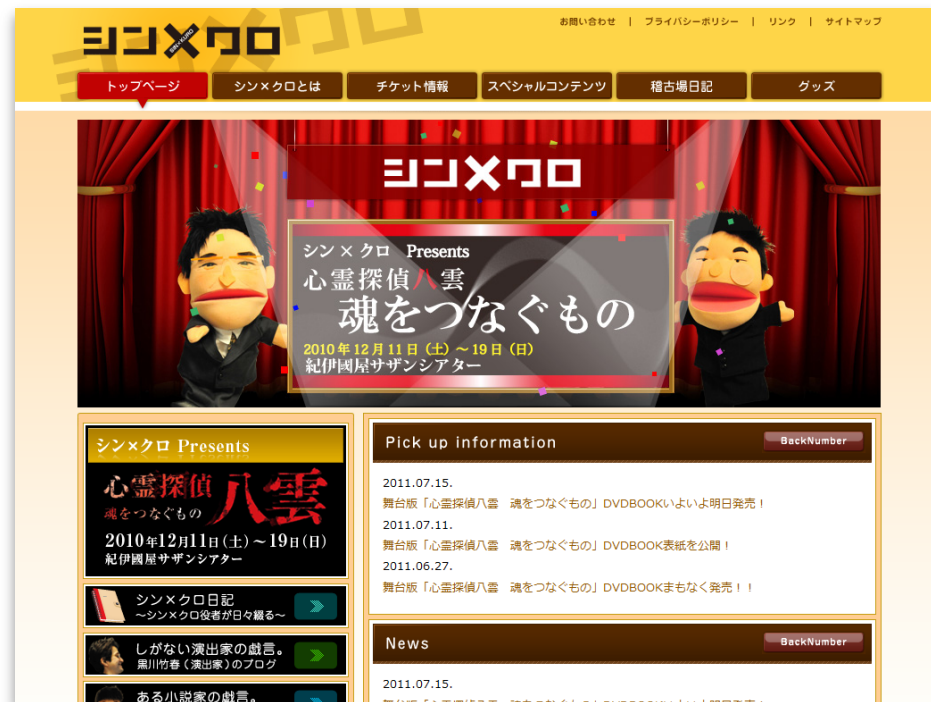 お問い合わせ | プライバシーポリシー | リンク | サイトマップ
シン×クロ
SIN×KURO
トップページ シン×クロとは チケット情報 スペシャルコンテンツ 稽古場日記 グッズ
シン×クロ
シン × クロ Presents
心霊探偵八雲
魂をつなぐもの
2010年12月11日(土)～19日(日)
紀伊國屋サザンシアター
シン×クロ Presents
心霊探偵八雲
魂をつなぐもの
2010年12月11日(土)～19日(日)
紀伊國屋サザンシアター
シン×クロ日記
～シン×クロ役者が日々綴る～
しがない演出家の戯言。
黒川竹春(演出家)のブログ
ある小説家の戯言。
Pick up information BackNumber
2011.07.15.
舞台版「心霊探偵八雲　魂をつなぐもの」DVDBOOKいよいよ明日発売！
2011.07.11.
舞台版「心霊探偵八雲　魂をつなぐもの」DVDBOOK表紙を公開！
2011.06.27.
舞台版「心霊探偵八雲　魂をつなぐもの」DVDBOOKまもなく発売！！
News BackNumber
2011.07.15.